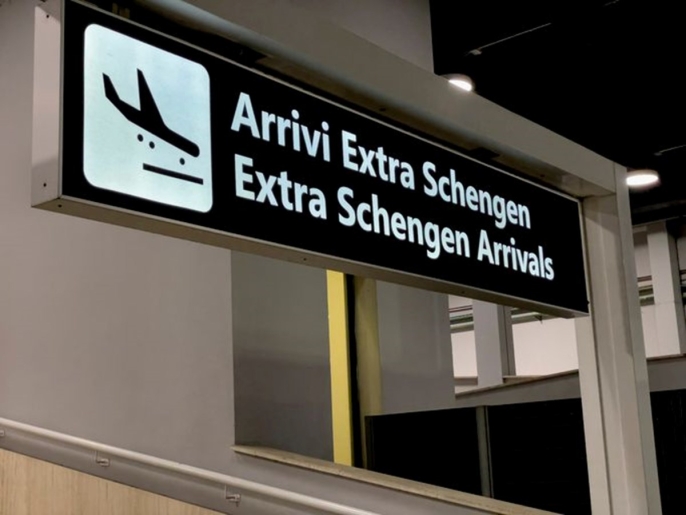 Arrivi Extra Schengen
Extra Schengen Arrivals